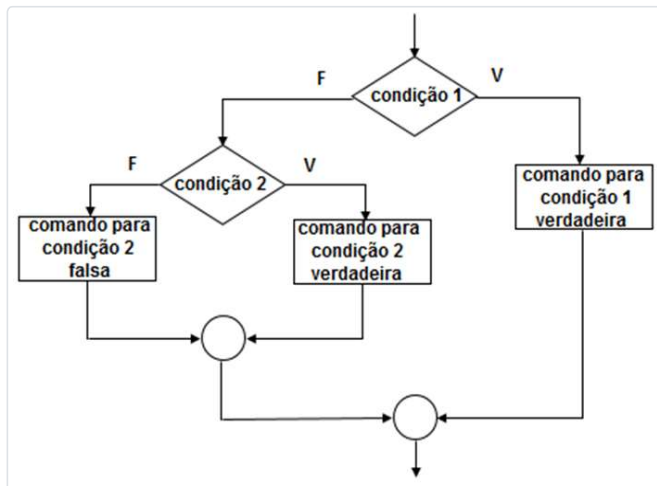 F
condição 1
V
F
condição 2
V
comando para
condição 1
verdadeira
comando para
condição 2
falsa
comando para
condição 2
verdadeira